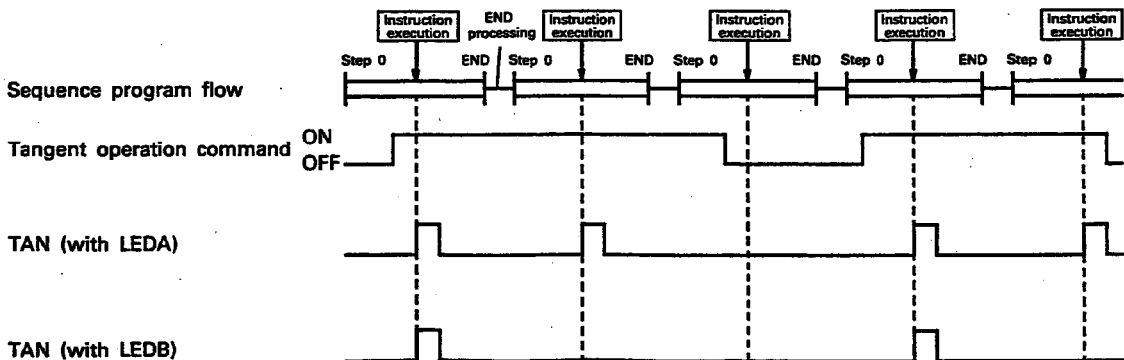 Instruction execution
END processing
Instruction execution
Instruction execution
Instruction execution
Instruction execution
Step 0
END
Step 0
END
Step 0
END
Step 0
END
Step 0
Sequence program flow
Tangent operation command
ON
OFF
TAN (with LEDA)
TAN (with LEDB)